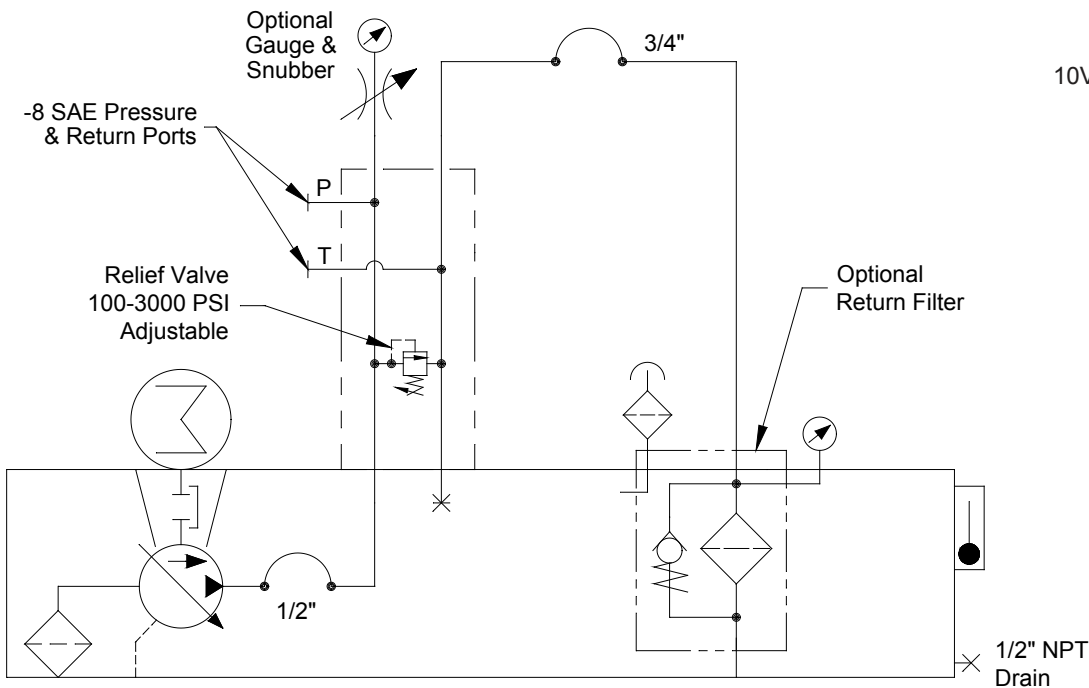 Optional
Gauge &
Snubber
3/4"
10V
-8 SAE Pressure
& Return Ports
P
T
Relief Valve
100-3000 PSI
Adjustable
Optional
Return Filter
1/2"
1/2" NPT
Drain